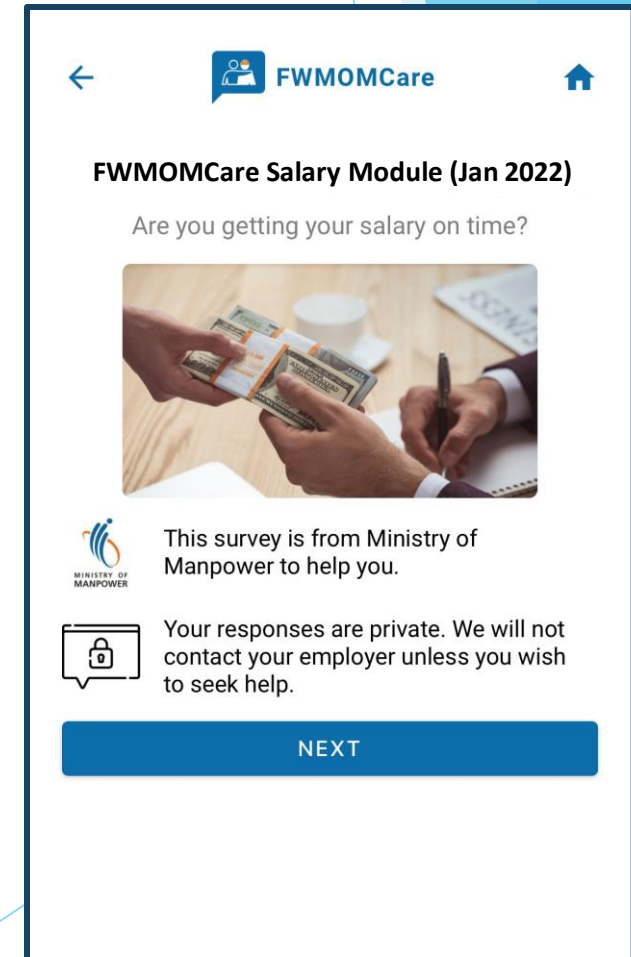 FWMOMCare
FWMOMCare Salary Module (Jan 2022)
Are you getting your salary on time?
BUSINESS
MINISTRY OF
MANPOWER
This survey is from Ministry of
Manpower to help you.
Your responses are private. We will not
contact your employer unless you wish
to seek help.
NEXT